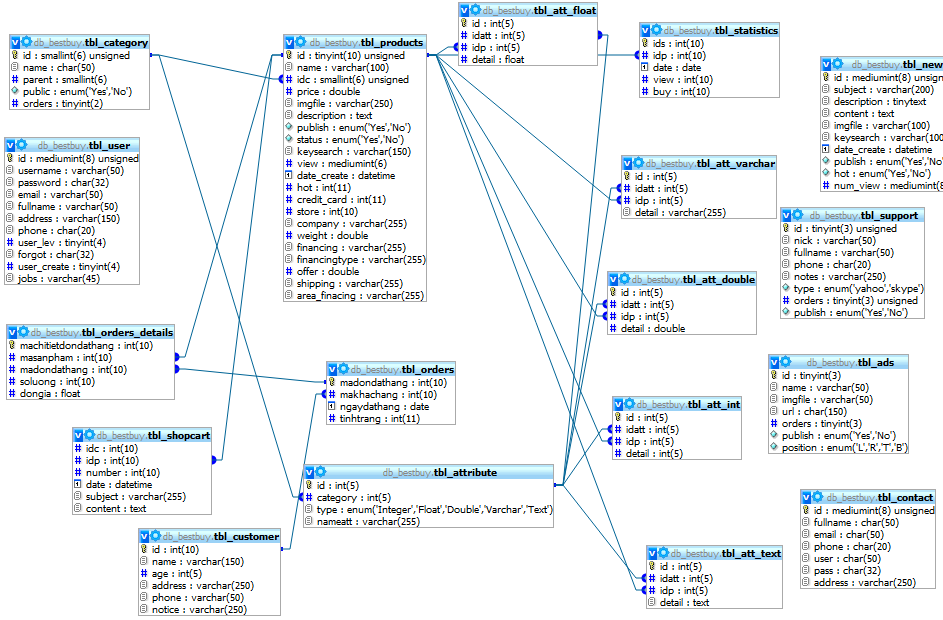 db_bestbuy.tbl_category
id : smallint(6) unsigned
name : char(50)
parent : smallint(6)
public : enum('Yes','No')
orders : tinyint(2)
db_bestbuy.tbl_user
id : mediumint(8) unsigned
username : varchar(50)
password : char(32)
email : varchar(50)
fullname : varchar(50)
address : varchar(150)
phone : char(20)
user_lev : tinyint(4)
forgot : char(32)
user_create : tinyint(4)
jobs : varchar(45)
db_bestbuy.tbl_orders_details
machitietdondathang : int(10)
masanpham : int(10)
madondathang : int(10)
soluong : int(10)
dongia : float
db_bestbuy.tbl_shopcart
idc : int(10)
idp : int(10)
number : int(10)
date : datetime
subject : varchar(255)
content : text
db_bestbuy.tbl_customer
id : int(10)
name : varchar(150)
age : int(5)
address : varchar(250)
phone : varchar(50)
notice : varchar(250)
db_bestbuy.tbl_products
id : tinyint(10) unsigned
name : varchar(100)
idc : smallint(6) unsigned
price : double
imgfile : varchar(250)
description : text
publish : enum('Yes','No')
status : enum('Yes','No')
keysearch : varchar(150)
view : mediumint(6)
date_create : datetime
hot : int(11)
credit_card : int(11)
store : int(10)
company : varchar(255)
weight : double
financing : varchar(255)
financingtype : varchar(255)
offer : double
shipping : varchar(255)
area_finacing : varchar(255)
db_bestbuy.tbl_orders
madondathang : int(10)
makhachang : int(10)
ngaydathang : date
tinhtrang : int(11)
db_bestbuy.tbl_attribute
id : int(5)
category : int(5)
type : enum('Integer','Float','Double','Varchar','Text')
nameatt : varchar(255)
db_bestbuy.tbl_att_float
id : int(5)
idatt : int(5)
idp : int(5)
detail : float
db_bestbuy.tbl_statistics
ids : int(10)
idp : int(10)
date : date
view : int(10)
buy : int(10)
db_bestbuy.tbl_att_varchar
id : int(5)
idatt : int(5)
idp : int(5)
detail : varchar(255)
db_bestbuy.tbl_att_double
id : int(5)
idatt : int(5)
idp : int(5)
detail : double
db_bestbuy.tbl_att_int
id : int(5)
idatt : int(5)
idp : int(5)
detail : int(5)
db_bestbuy.tbl_att_text
id : int(5)
idatt : int(5)
idp : int(5)
detail : text
db_bestbuy.tbl_new
id : mediumint(8) unsign
subject : varchar(200)
description : tinytext
content : text
imgfile : varchar(100)
keysearch : varchar(100
date_create : datetime
publish : enum('Yes','No'
hot : enum('Yes','No')
num_view : mediumint(
db_bestbuy.tbl_support
id : tinyint(3) unsigned
nick : varchar(50)
fullname : varchar(50)
phone : char(20)
notes : varchar(250)
type : enum('yahoo','skype')
orders : tinyint(3) unsigned
publish : enum('Yes','No')
db_bestbuy.tbl_ads
id : tinyint(3)
name : varchar(50)
imgfile : varchar(50)
url : char(150)
orders : tinyint(3)
publish : enum('Yes','No')
position : enum('L','R','T','B')
db_bestbuy.tbl_contact
id : mediumint(8) unsigned
fullname : char(50)
email : char(50)
phone : char(20)
user : char(50)
pass : char(32)
address : varchar(250)